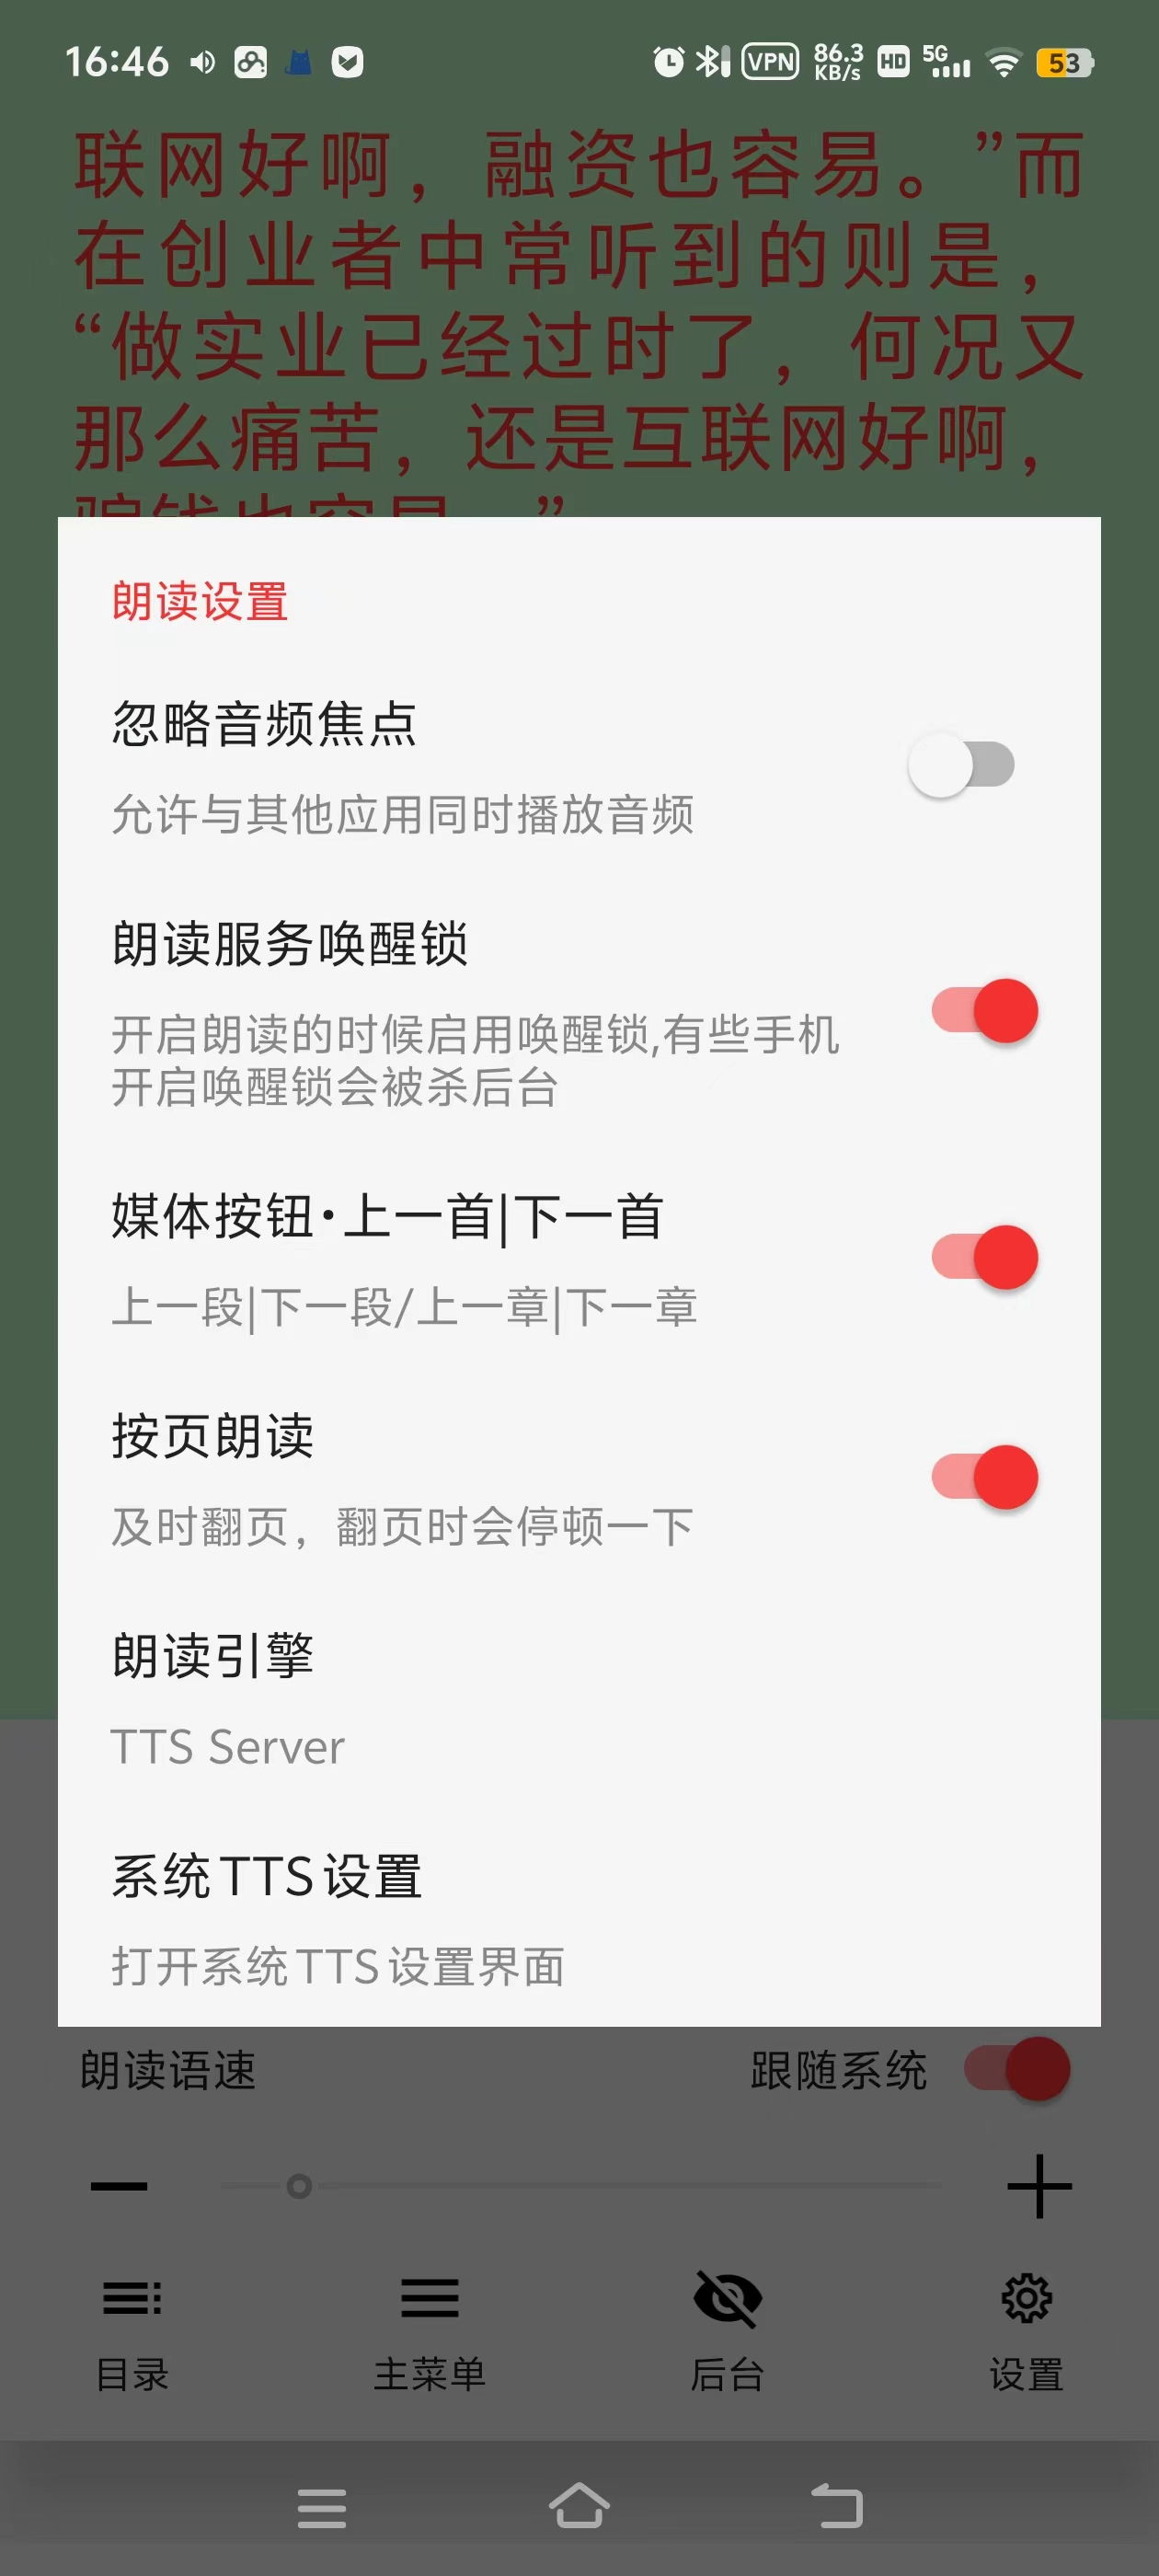 16:46
VPN
86.3
KB/s
HD
5G
53
联网好啊，融资也容易。”而
在创业者中常听到的则是，
“做实业已经过时了，何况又
那么痛苦，还是互联网好啊，
骗钱也容易。”
朗读设置
忽略音频焦点
允许与其他应用同时播放音频
朗读服务唤醒锁
开启朗读的时候启用唤醒锁,有些手机
开启唤醒锁会被杀后台
媒体按钮·上一首|下一首
上一段|下一段/上一章|下一章
按页朗读
及时翻页，翻页时会停顿一下
朗读引擎
TTS Server
系统TTS设置
打开系统TTS设置界面
朗读语速
跟随系统
目录
主菜单
后台
设置